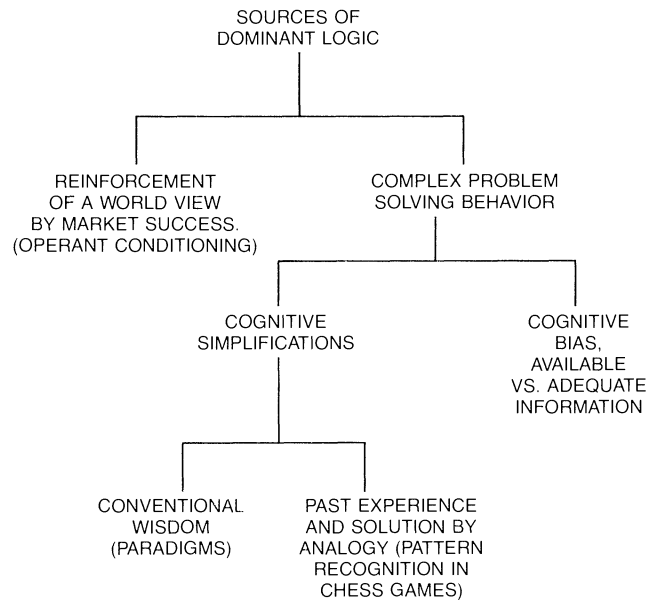 SOURCES OF
DOMINANT LOGIC
REINFORCEMENT
OF A WORLD VIEW
BY MARKET SUCCESS.
(OPERANT CONDITIONING)
COMPLEX PROBLEM
SOLVING BEHAVIOR
COGNITIVE
SIMPLIFICATIONS
COGNITIVE
BIAS,
AVAILABLE
VS. ADEQUATE
INFORMATION
CONVENTIONAL
WISDOM
(PARADIGMS)
PAST EXPERIENCE
AND SOLUTION BY
ANALOGY (PATTERN
RECOGNITION IN
CHESS GAMES)